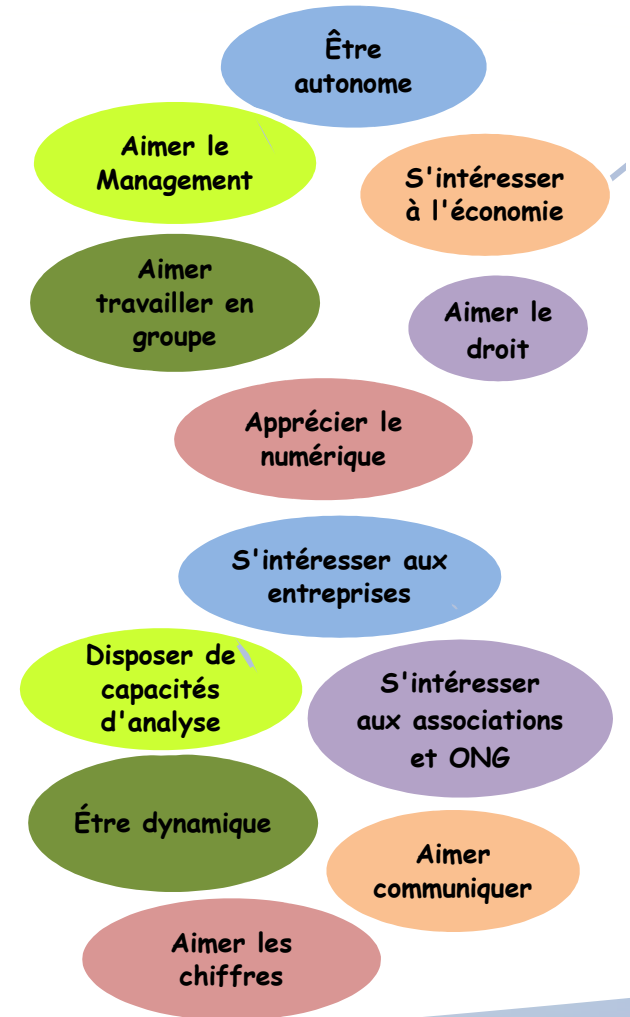 Être
autonome
Aimer le
Management
S'intéresser
à l'économie
Aimer
travailler en
groupe
Aimer le
droit
Apprécier le
numérique
S'intéresser aux
entreprises
Disposer de
capacités
d'analyse
S'intéresser
aux associations
et ONG
Étre dynamique
Aimer
communiquer
Aimer les
chiffres